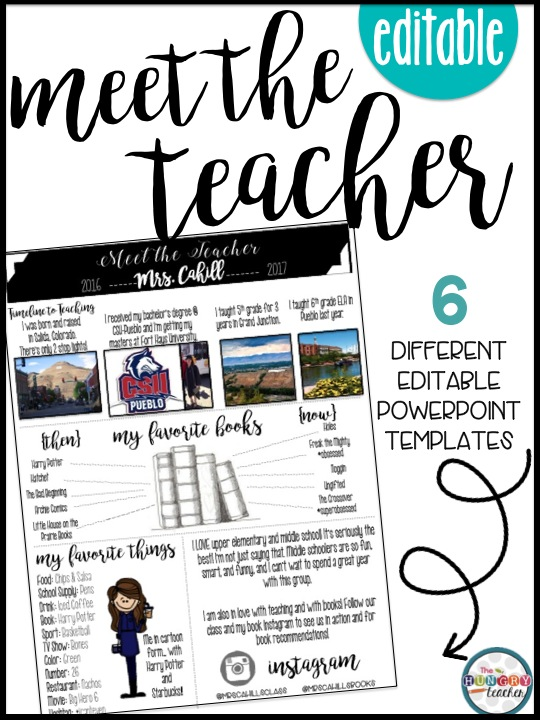 editable
meet the
teacher
Meet the Teacher
2016 ----- Mrs. Cahill ------- 2017
Timeline to Teaching
I was born and raised
in Salida, Colorado.
There's only 2 stop lights!
I received my bachelor's degree @
CSU-Pueblo and I'm getting my
masters at Fort Hays University.
I taught 5th grade for 3
years in Grand Junction.
I taught 6th grade ELA in
Pueblo last year.
CSU
PUEBLO
6
DIFFERENT
EDITABLE
POWERPOINT
TEMPLATES
{then}
my favorite books
{now}
Harry Potter
Hatchet
The Bad Beginning
Archie Comics
Little House on the
Prairie Books
Holes
Freak the Mighty
*obsessed
Ungifted
The Crossover
*superobsessed
my favorite things
Food: Chips & Salsa
School Supply: Pens
Drink: Iced Coffee
Book: Harry Potter
Sport: Basketball
TV Show: Bones
Color: Green
Number: 26
Restaurant: Nachos
Movie: Big Hero 6
Me in cartoon
form... with
Harry Potter
and
Starbucks!
I LOVE upper elementary and middle school! It's seriously the
best! I'm not just saying that. Middle schoolers are so fun,
smart, and funny, and I can't wait to spend a great year
with this group.
I am also in love with teaching and with books! Follow our
class and my book instagram to see us in action and for
book recommendations!
instagram
@MRSCAHILLSCLASS @MRSCAHILLSBOOKS
The
HUNGRY
Teacher